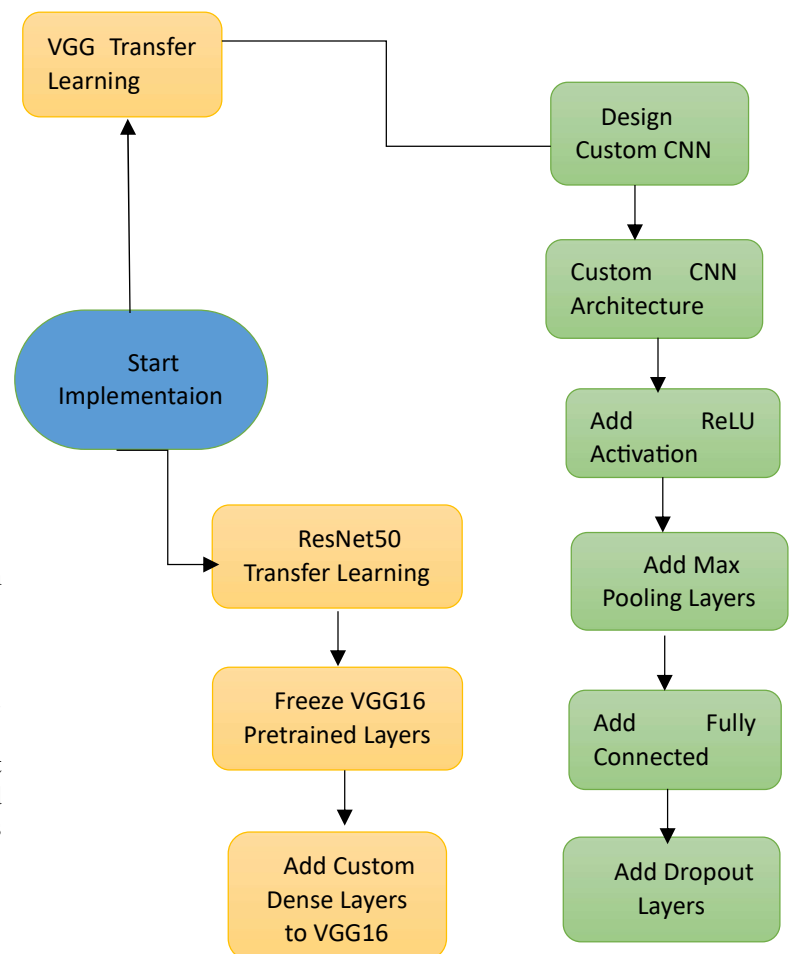 VGG Transfer
Learning
Design
Custom CNN
Custom CNN
Architecture
Start
Implementaion
Add ReLU
Activation
ResNet50
Transfer Learning
Add Max
Pooling Layers
Freeze VGG16
Pretrained Layers
Add Fully
Connected
Add Custom
Dense Layers
to VGG16
Add Dropout
Layers